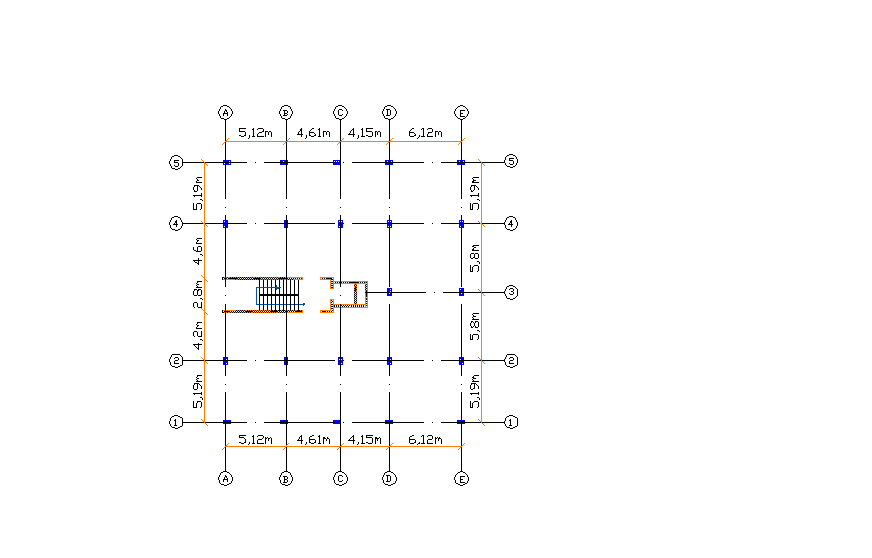 A B C D E
5,12m 4,61m 4,15m 6,12m
5 5
5,19m 5,19m
4 4
4,6m 5,8m
2,8m 3
4,2m 5,8m
2 2
5,19m 5,19m
1 1
5,12m 4,61m 4,15m 6,12m
A B C D E